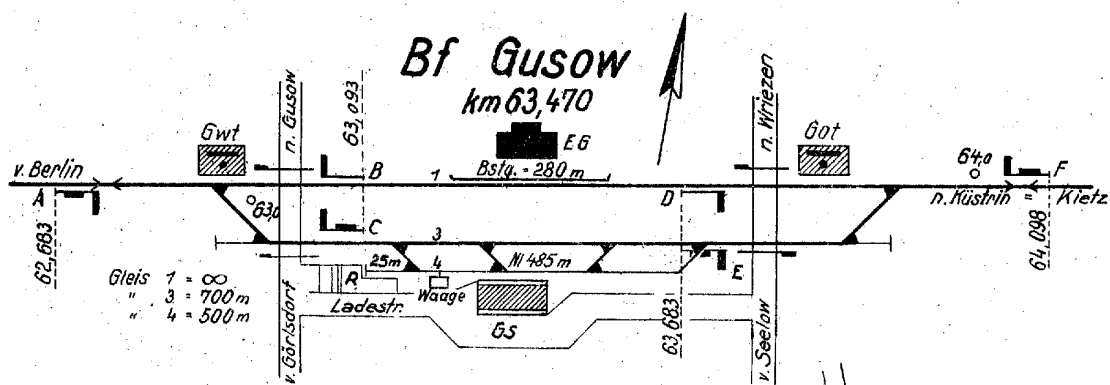 Bf Gusow
km 63,470
n. Gusow
63,093
n. Wriezen
Gwt
EG
Got
64,0
v. Berlin
B
1
Bstg. = 280 m
F
A
D
n. Küstrin " Kietz
63,0
C
3
62,683
64,098
25m
4
Nl 485 m
E
Gleis 1 = ∞
" 3 = 700 m
" 4 = 500 m
R
Waage
Ladestr.
GS
63,683
v. Görlsdorf
v. Seelow